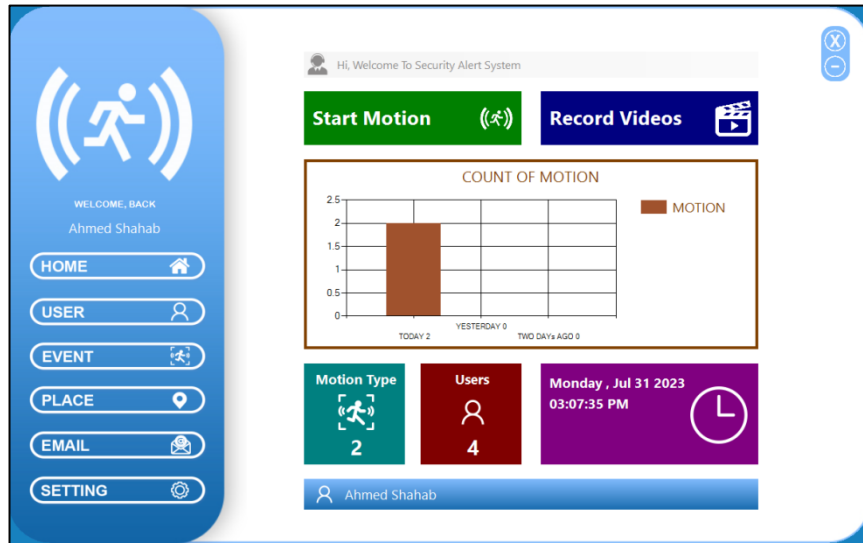 WELCOME, BACK
Ahmed Shahab
HOME
USER
EVENT
PLACE
EMAIL
SETTING
Hi, Welcome To Security Alert System
X
Start Motion
Record Videos
COUNT OF MOTION
MOTION
2.5
2
1.5
1
0.5
0
TODAY 2
YESTERDAY 0
TWO DAYs AGO 0
Motion Type
2
Users
4
Monday , Jul 31 2023
03:07:35 PM
Ahmed Shahab